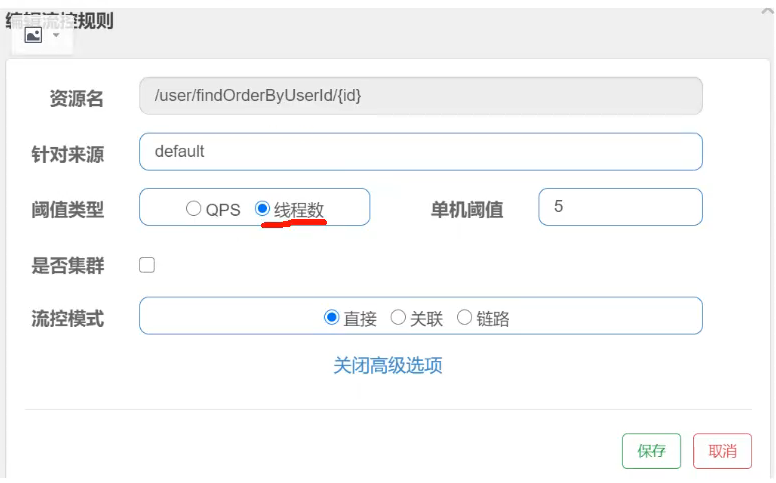 编辑流控规则
资源名 /user/findOrderByUserId/{id}
针对来源 default
阈值类型 QPS 线程数 单机阈值 5
是否集群
流控模式 直接 关联 链路
关闭高级选项
保存 取消